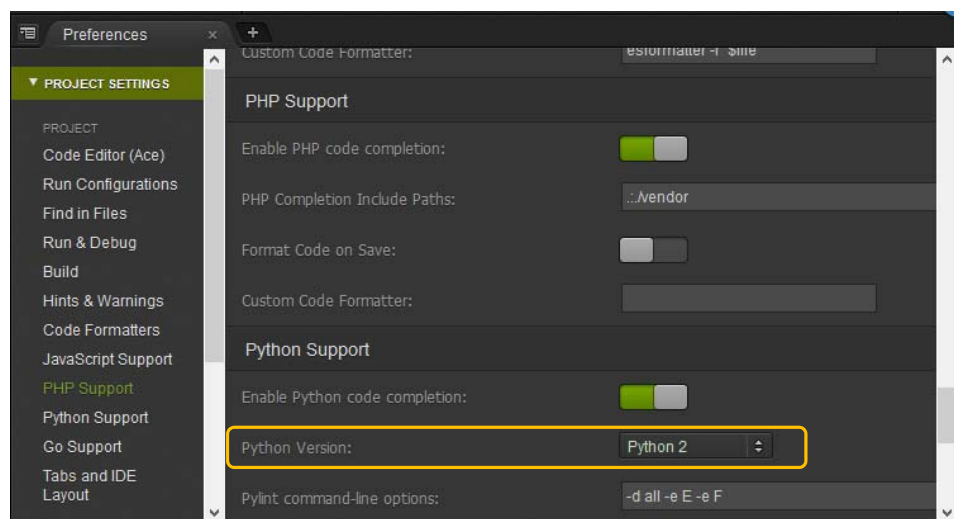 Preferences
PROJECT SETTINGS
PROJECT
Code Editor (Ace)
Run Configurations
Find in Files
Run & Debug
Build
Hints & Warnings
Code Formatters
JavaScript Support
PHP Support
Python Support
Go Support
Tabs and IDE
Layout
Custom Code Formatter:
esformatter -i "$file"
PHP Support
Enable PHP code completion:
PHP Completion Include Paths:
.:./vendor
Format Code on Save:
Custom Code Formatter:
Python Support
Enable Python code completion:
Python Version:
Python 2
Pylint command-line options:
-d all -e E -e F